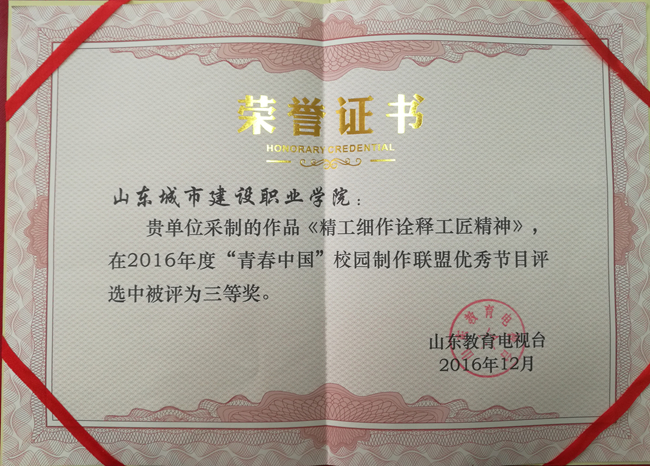 荣誉证书
HONORARY CREDENTIAL
山东城市建设职业学院：
贵单位采制的作品《精工细作诠释工匠精神》，
在2016年度“青春中国”校园制作联盟优秀节目评
选中被评为三等奖。
山东教育电视台
2016年12月